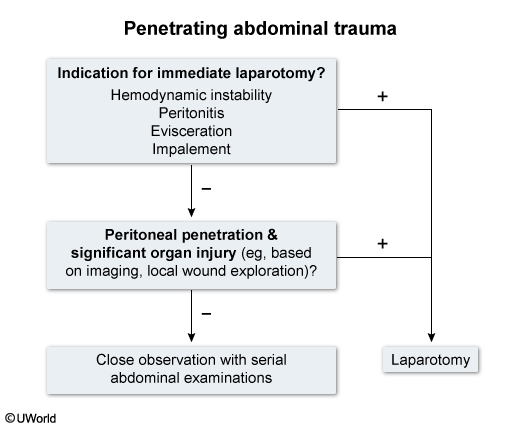 Penetrating abdominal trauma
Indication for immediate laparotomy?
Hemodynamic instability
Peritonitis
Evisceration
Impalement
+
−
Peritoneal penetration &
significant organ injury (eg, based
on imaging, local wound exploration)?
+
−
Close observation with serial
abdominal examinations
Laparotomy
©UWorld